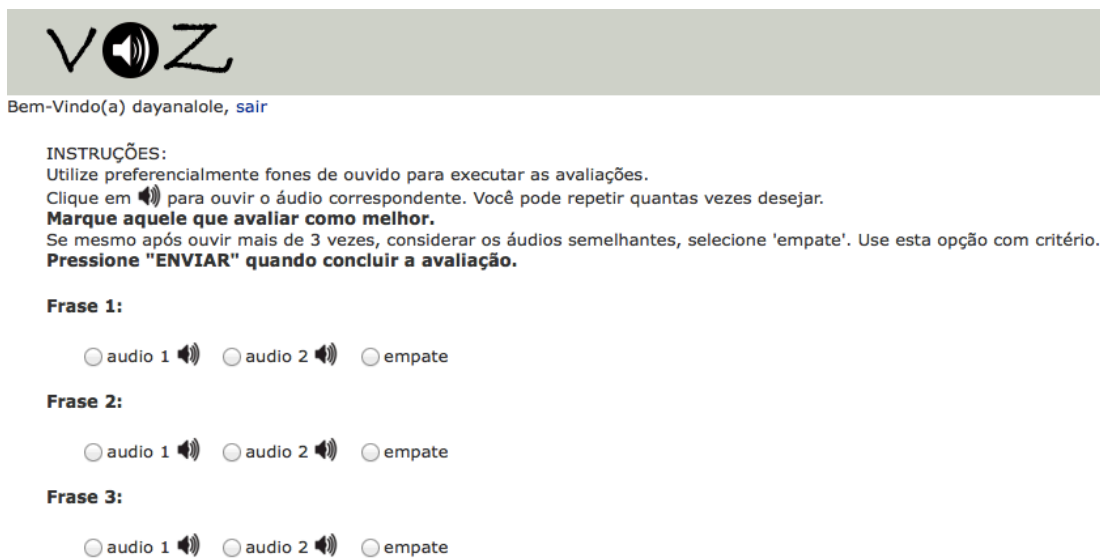 VOZ
Bem-Vindo(a) dayanalole, sair
INSTRUÇÕES:
Utilize preferencialmente fones de ouvido para executar as avaliações.
Clique em para ouvir o áudio correspondente. Você pode repetir quantas vezes desejar.
Marque aquele que avaliar como melhor.
Se mesmo após ouvir mais de 3 vezes, considerar os áudios semelhantes, selecione 'empate'. Use esta opção com critério.
Pressione "ENVIAR" quando concluir a avaliação.
Frase 1:
audio 1 audio 2 empate
Frase 2:
audio 1 audio 2 empate
Frase 3:
audio 1 audio 2 empate